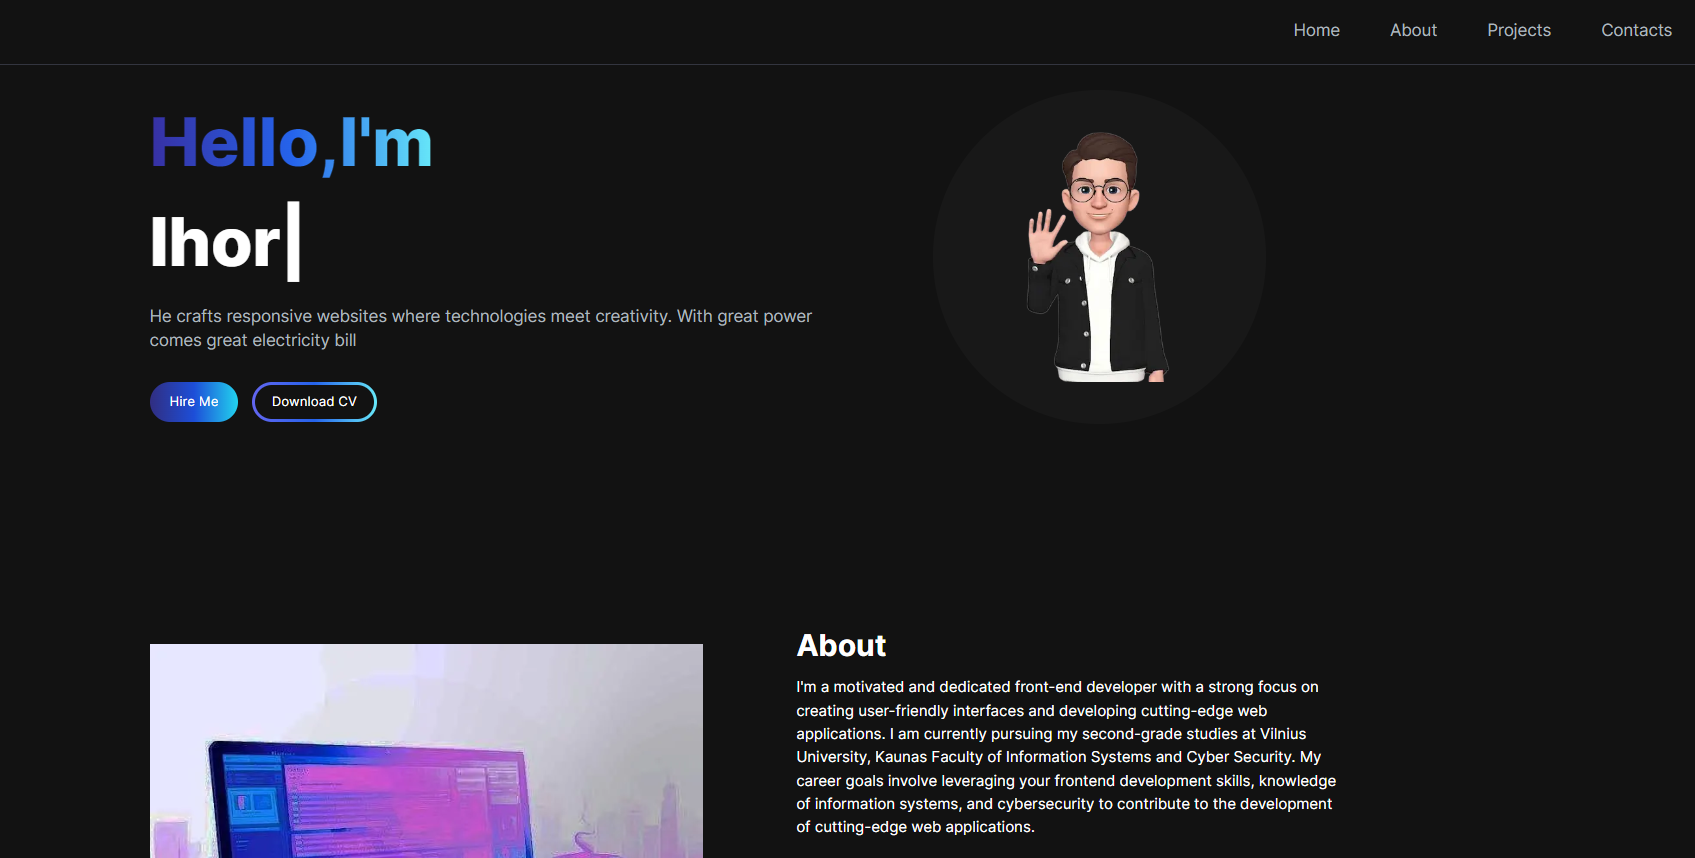 Home About Projects Contacts
Hello,I'm
Ihor
He crafts responsive websites where technologies meet creativity. With great power
comes great electricity bill
Hire Me Download CV
About
I'm a motivated and dedicated front-end developer with a strong focus on
creating user-friendly interfaces and developing cutting-edge web
applications. I am currently pursuing my second-grade studies at Vilnius
University, Kaunas Faculty of Information Systems and Cyber Security. My
career goals involve leveraging your frontend development skills, knowledge
of information systems, and cybersecurity to contribute to the development
of cutting-edge web applications.